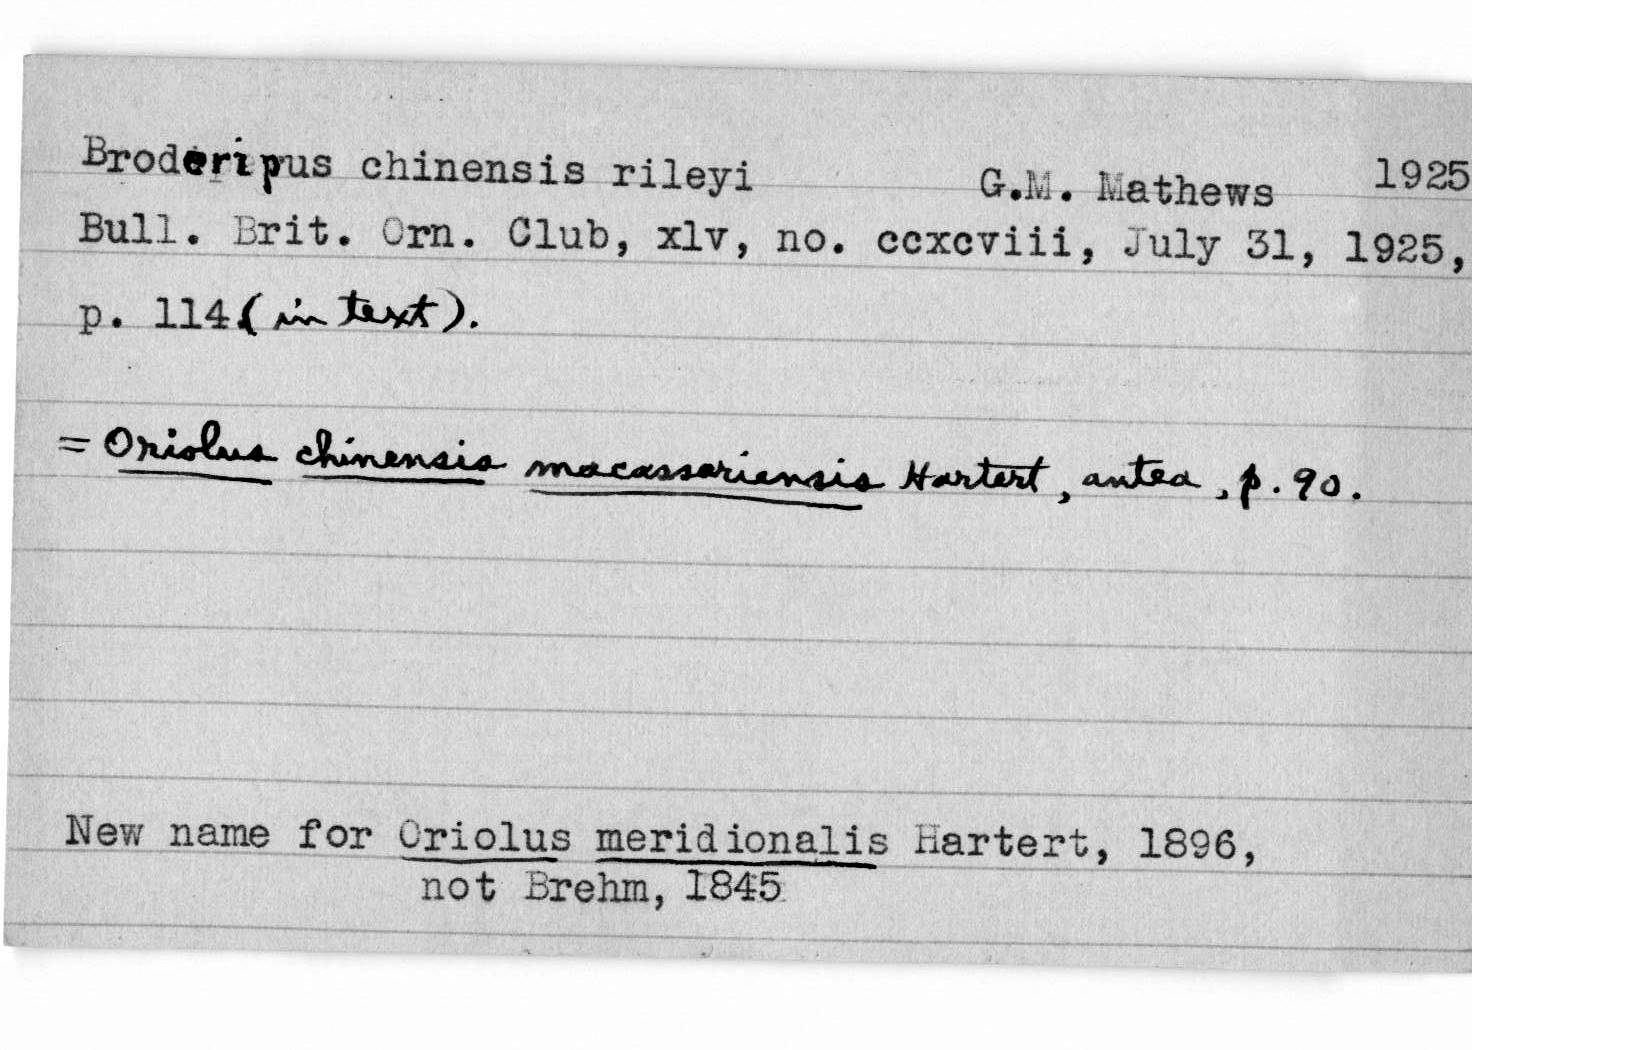 Broderipus chinensis rileyi G.M. Mathews 1925
Bull. Brit. Orn. Club, xlv, no. ccxcviii, July 31, 1925,
p. 114 (in text).
= Oriolus chinensis macassariensis Hartert, antea, p. 90.
New name for Oriolus meridionalis Hartert, 1896,
not Brehm, 1845